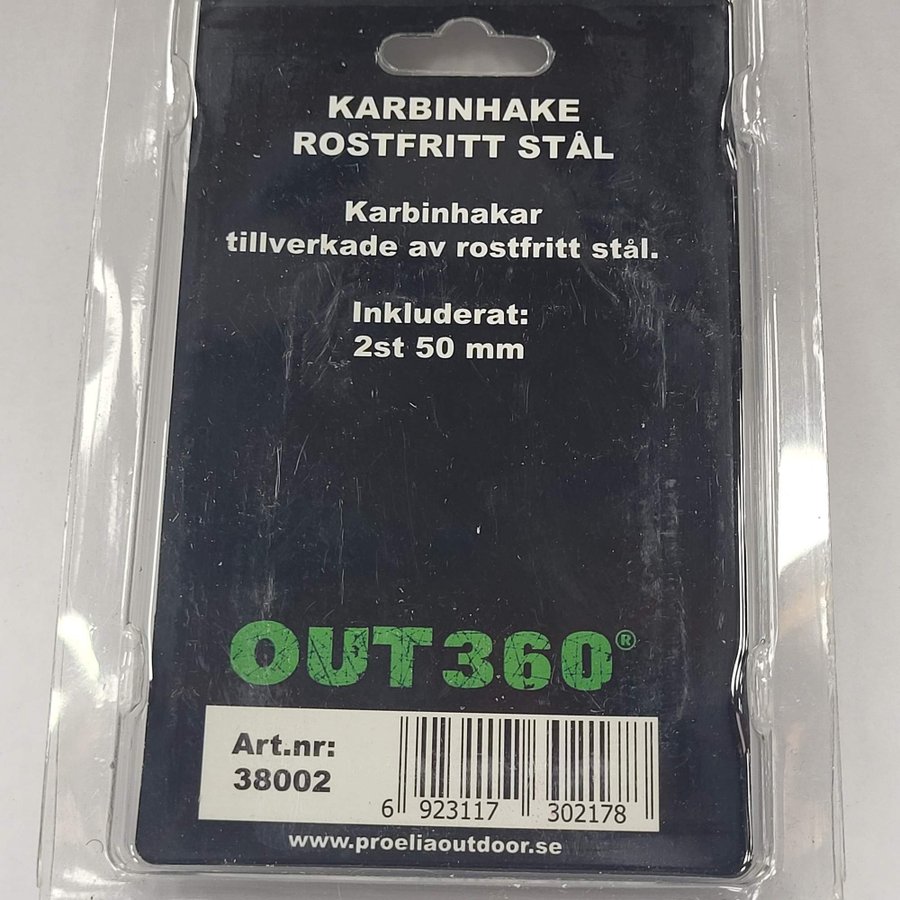 KARBINHAKE
ROSTFRITT STÅL
Karbinhakar
tillverkade av rostfritt stål.
Inkluderat:
2st 50 mm
OUT360®
Art.nr:
38002
6 923117 302178
www.proeliaoutdoor.se